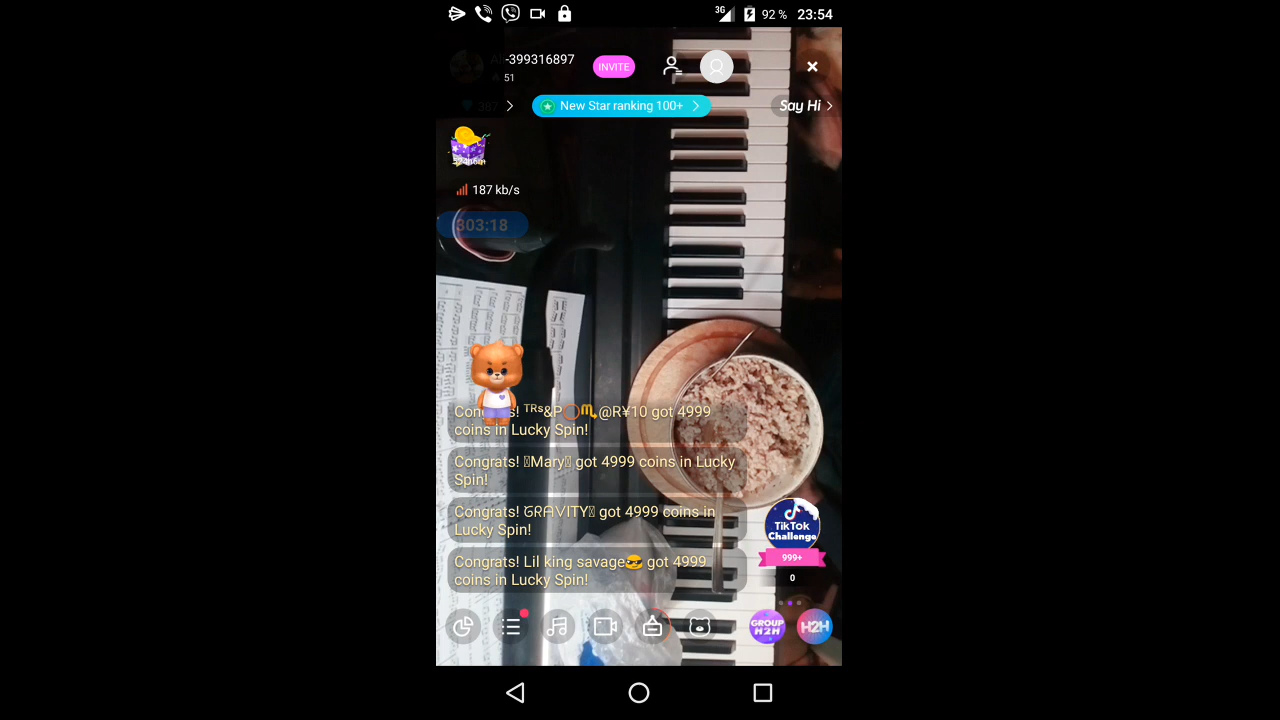 3G 92 % 23:54
-399316897
51
INVITE
387
New Star ranking 100+
Say Hi
187 kb/s
303:18
&P @R¥10 got 4999
coins in Lucky Spin!
Congrats! Mary got 4999 coins in Lucky
Spin!
Congrats! GRAVITY got 4999 coins in
Lucky Spin!
Congrats! Lil king savage🍔 got 4999
coins in Lucky Spin!
TikTok
Challenge
999+
0
GROUP
H2H
H2H